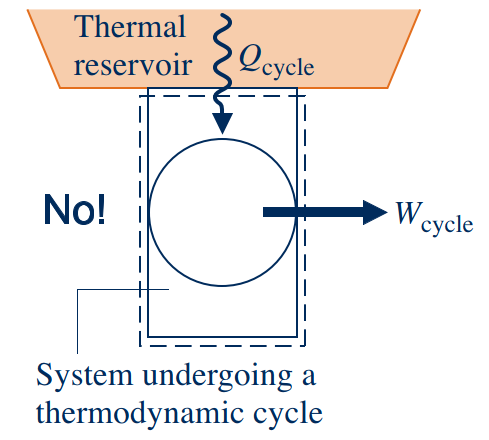 Thermal
reservoir
Qcycle
No!
Wcycle
System undergoing a
thermodynamic cycle